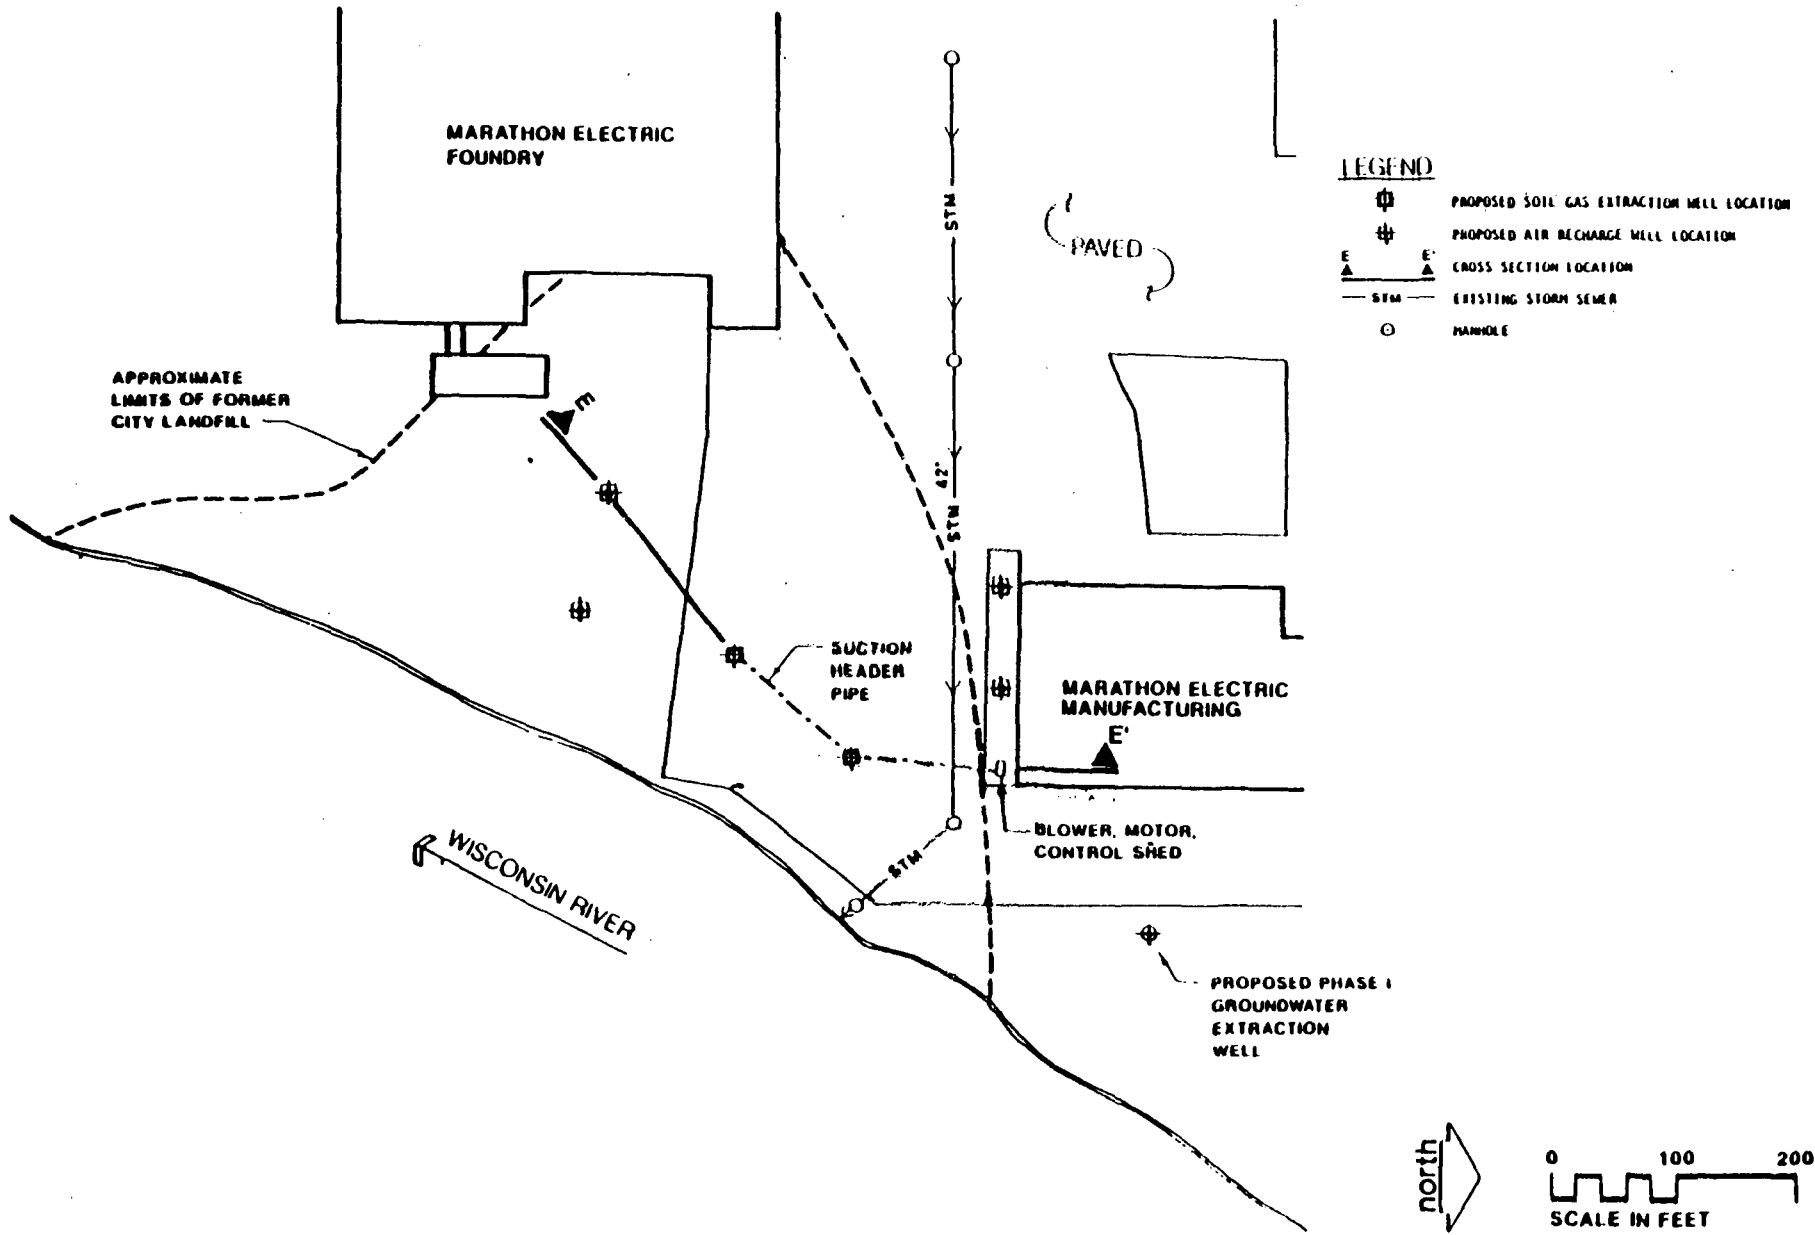 MARATHON ELECTRIC
FOUNDRY
STM
PAVED
LEGEND
PROPOSED SOIL GAS EXTRACTION WELL LOCATION
PROPOSED AIR RECHARGE WELL LOCATION
E E'
CROSS SECTION LOCATION
STM
EXISTING STORM SEWER
MANHOLE
APPROXIMATE
LIMITS OF FORMER
CITY LANDFILL
E
STM 42"
SUCTION
HEADER
PIPE
MARATHON ELECTRIC
MANUFACTURING
E'
BLOWER, MOTOR,
CONTROL SHED
STM
WISCONSIN RIVER
PROPOSED PHASE I
GROUNDWATER
EXTRACTION
WELL
north
0 100 200
SCALE IN FEET